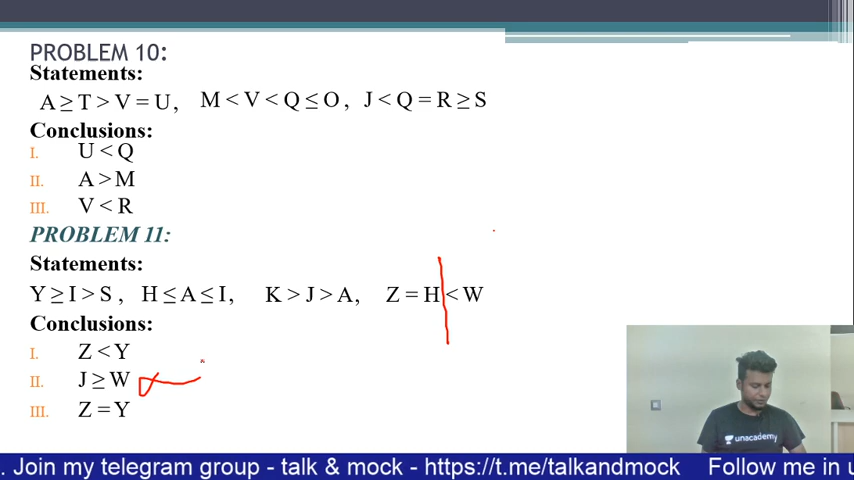 PROBLEM 10:
Statements:
A ≥ T > V = U, M < V < Q ≤ O, J < Q = R ≥ S
Conclusions:
I. U < Q
II. A > M
III. V < R
PROBLEM 11:
Statements:
Y ≥ I > S, H ≤ A ≤ I, K > J > A, Z = H < W
Conclusions:
I. Z < Y
II. J ≥ W
III. Z = Y
unacademy
. Join my telegram group - talk & mock - https://t.me/talkandmock Follow me in u